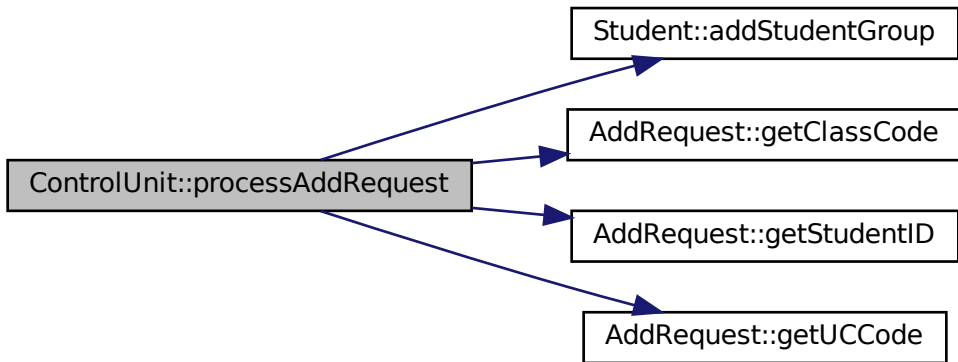 Student::addStudentGroup
AddRequest::getClassCode
ControlUnit::processAddRequest
AddRequest::getStudentID
AddRequest::getUCCode